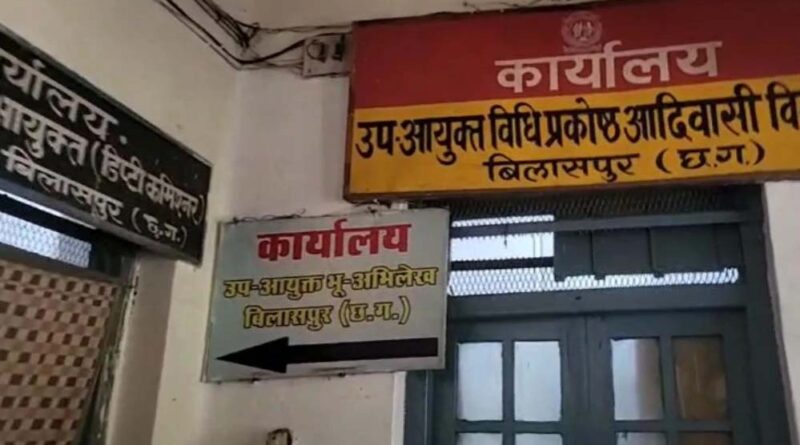 कार्यालय
आयुक्त (डिप्टी कमिश्नर)
बिलासपुर (छ.ग.)
कार्यालय
उप-आयुक्त भू-अभिलेख
बिलासपुर (छ.ग.)
कार्यालय
उप-आयुक्त विधि प्रकोष्ठ आदिवासी वि
बिलासपुर (छ.ग.)